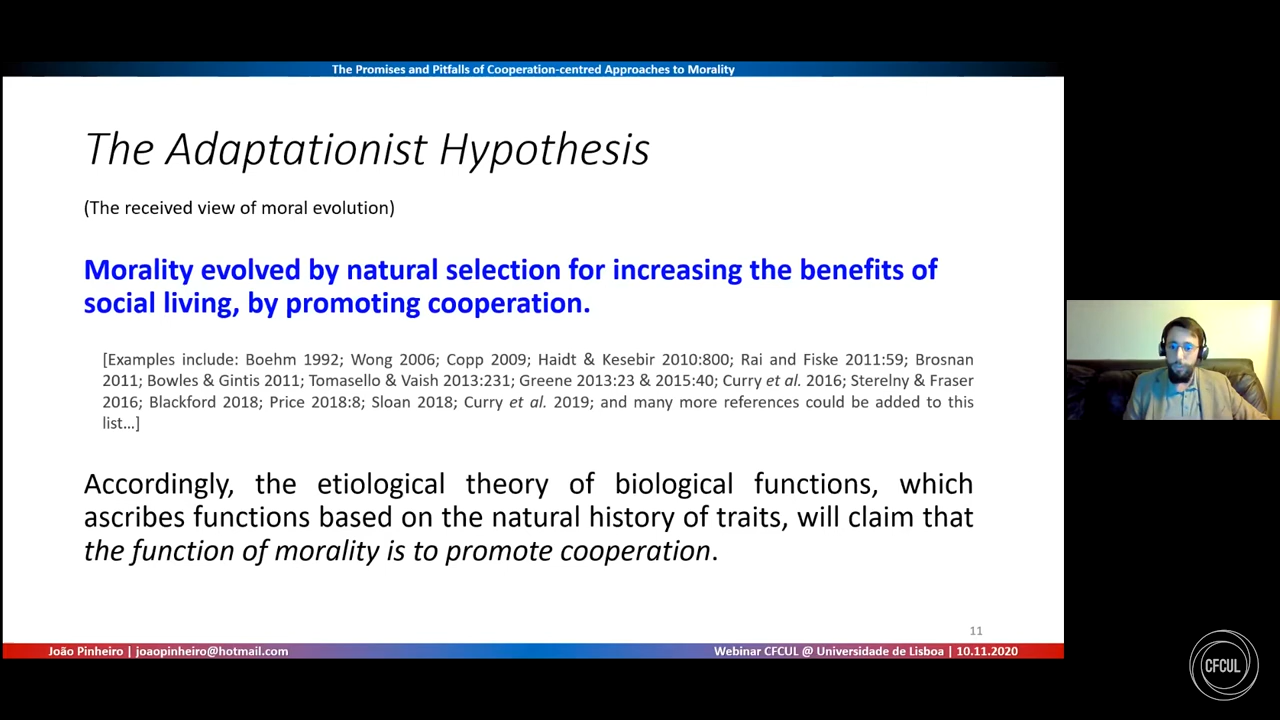 The Promises and Pitfalls of Cooperation-centred Approaches to Morality
The Adaptationist Hypothesis
(The received view of moral evolution)
Morality evolved by natural selection for increasing the benefits of
social living, by promoting cooperation.
[Examples include: Boehm 1992; Wong 2006; Copp 2009; Haidt & Kesebir 2010:800; Rai and Fiske 2011:59; Brosnan
2011; Bowles & Gintis 2011; Tomasello & Vaish 2013:231; Greene 2013:23 & 2015:40; Curry et al. 2016; Sterelny & Fraser
2016; Blackford 2018; Price 2018:8; Sloan 2018; Curry et al. 2019; and many more references could be added to this
list…]
Accordingly, the etiological theory of biological functions, which
ascribes functions based on the natural history of traits, will claim that
the function of morality is to promote cooperation.
11
João Pinheiro | joaopinheiro@hotmail.com
Webinar CFCUL @ Universidade de Lisboa | 10.11.2020
CFCUL